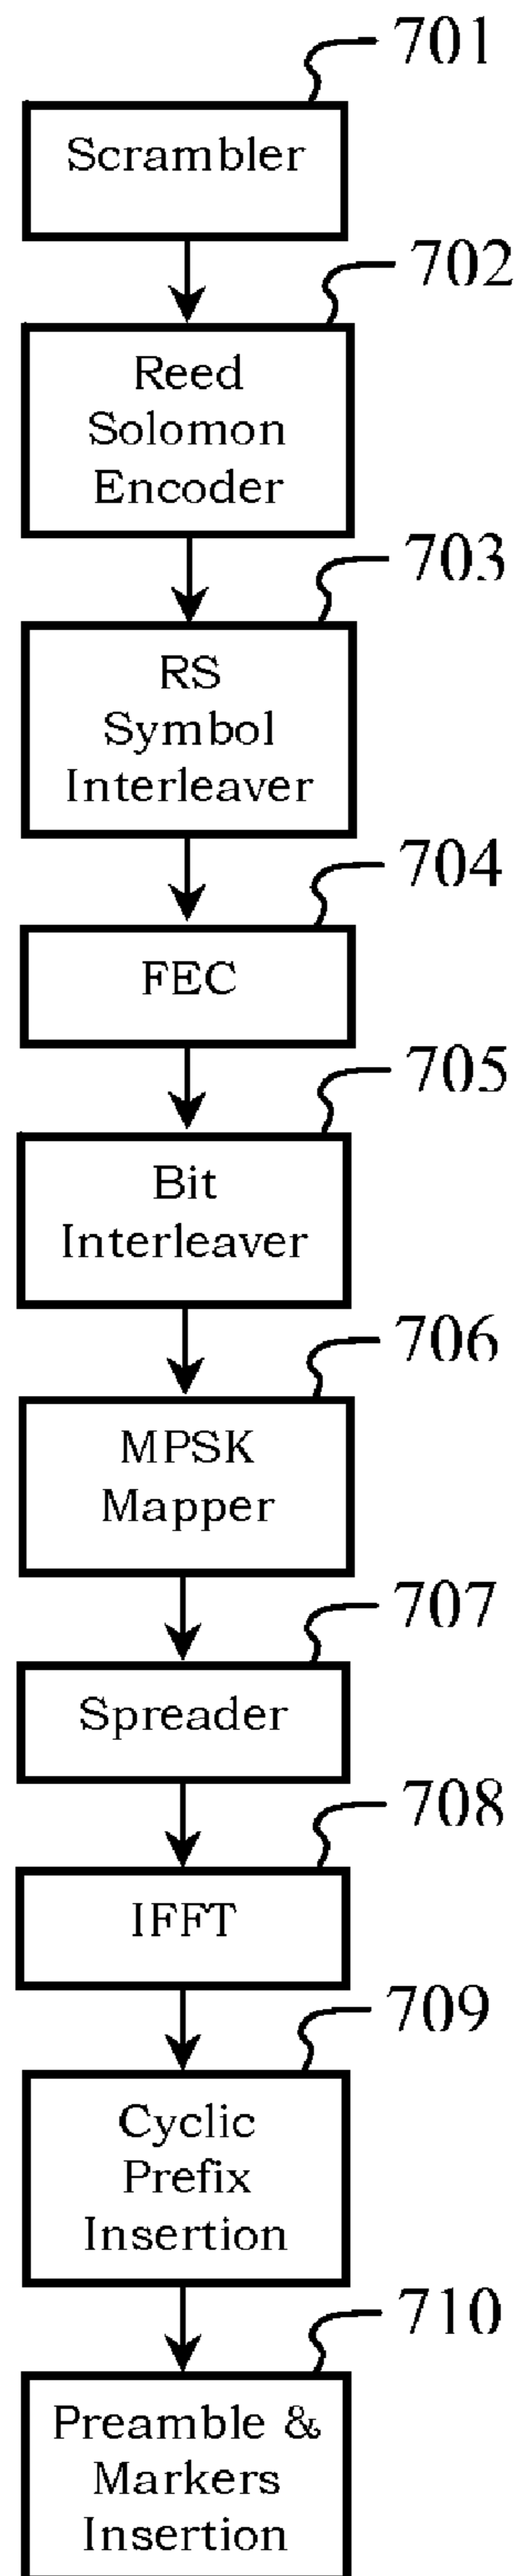 701
Scrambler
702
Reed
Solomon
Encoder
703
RS
Symbol
Interleaver
704
FEC
705
Bit
Interleaver
706
MPSK
Mapper
707
Spreader
708
IFFT
709
Cyclic
Prefix
Insertion
710
Preamble &
Markers
Insertion